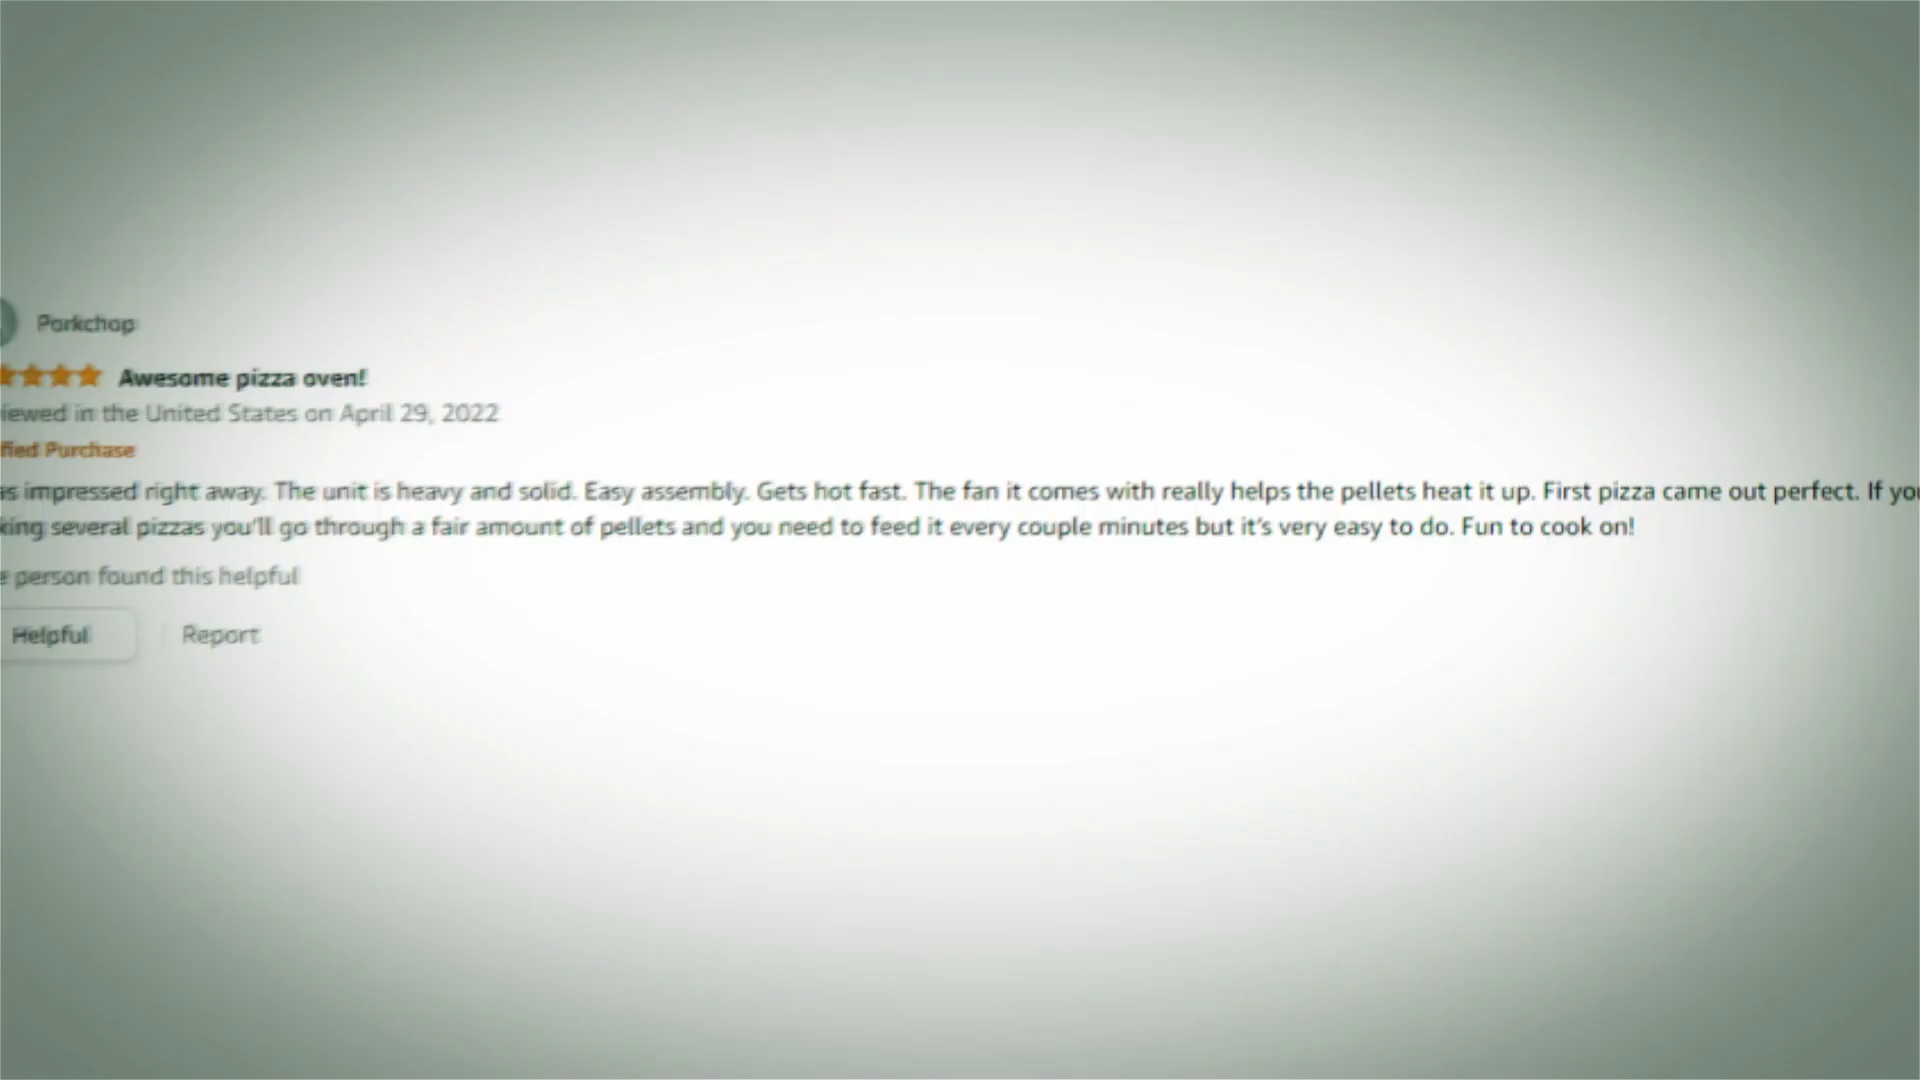 Porkchop
Awesome pizza oven!
iewed in the United States on April 29, 2022
fied Purchase
s impressed right away. The unit is heavy and solid. Easy assembly. Gets hot fast. The fan it comes with really helps the pellets heat it up. First pizza came out perfect. If you
king several pizzas you'll go through a fair amount of pellets and you need to feed it every couple minutes but it's very easy to do. Fun to cook on!
e person found this helpful
Helpful Report